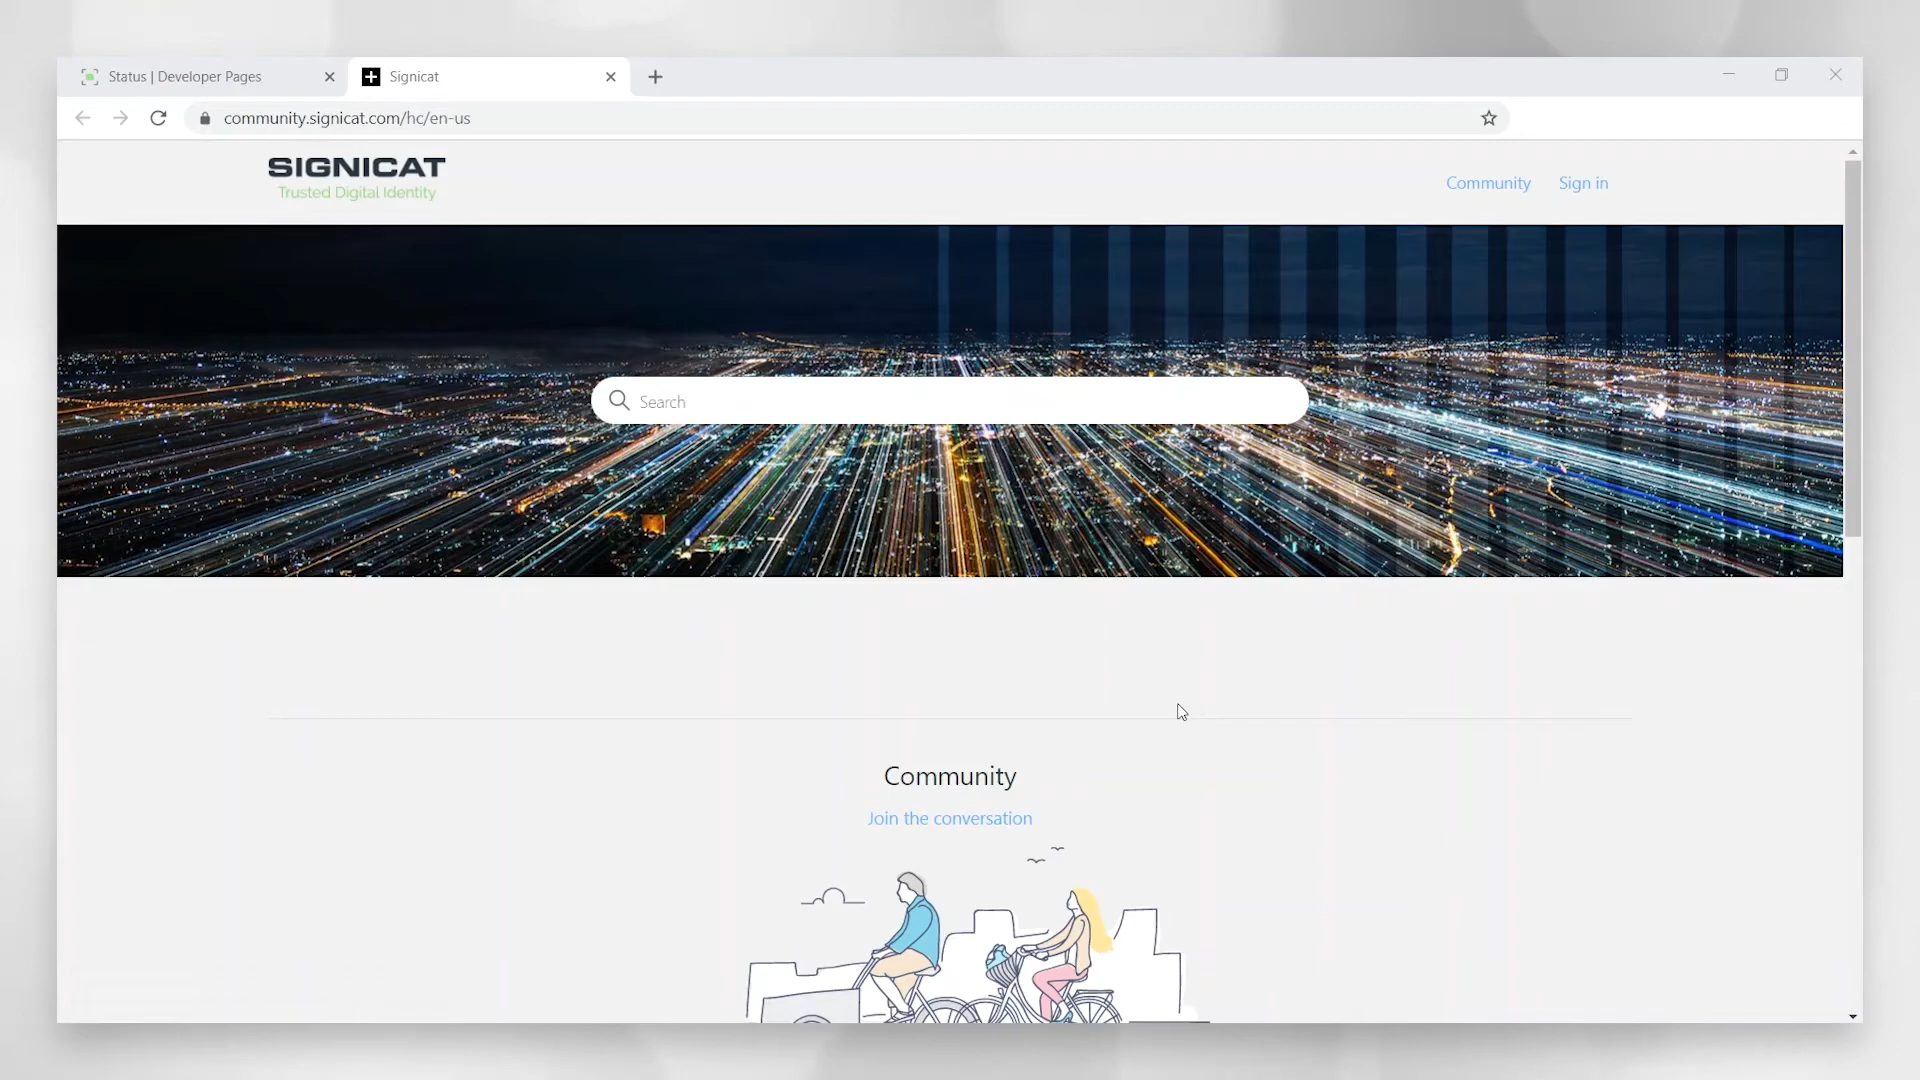 Status | Developer Pages
Signicat
community.signicat.com/hc/en-us
SIGNICAT
Trusted Digital Identity
Community
Sign in
Search
Community
Join the conversation